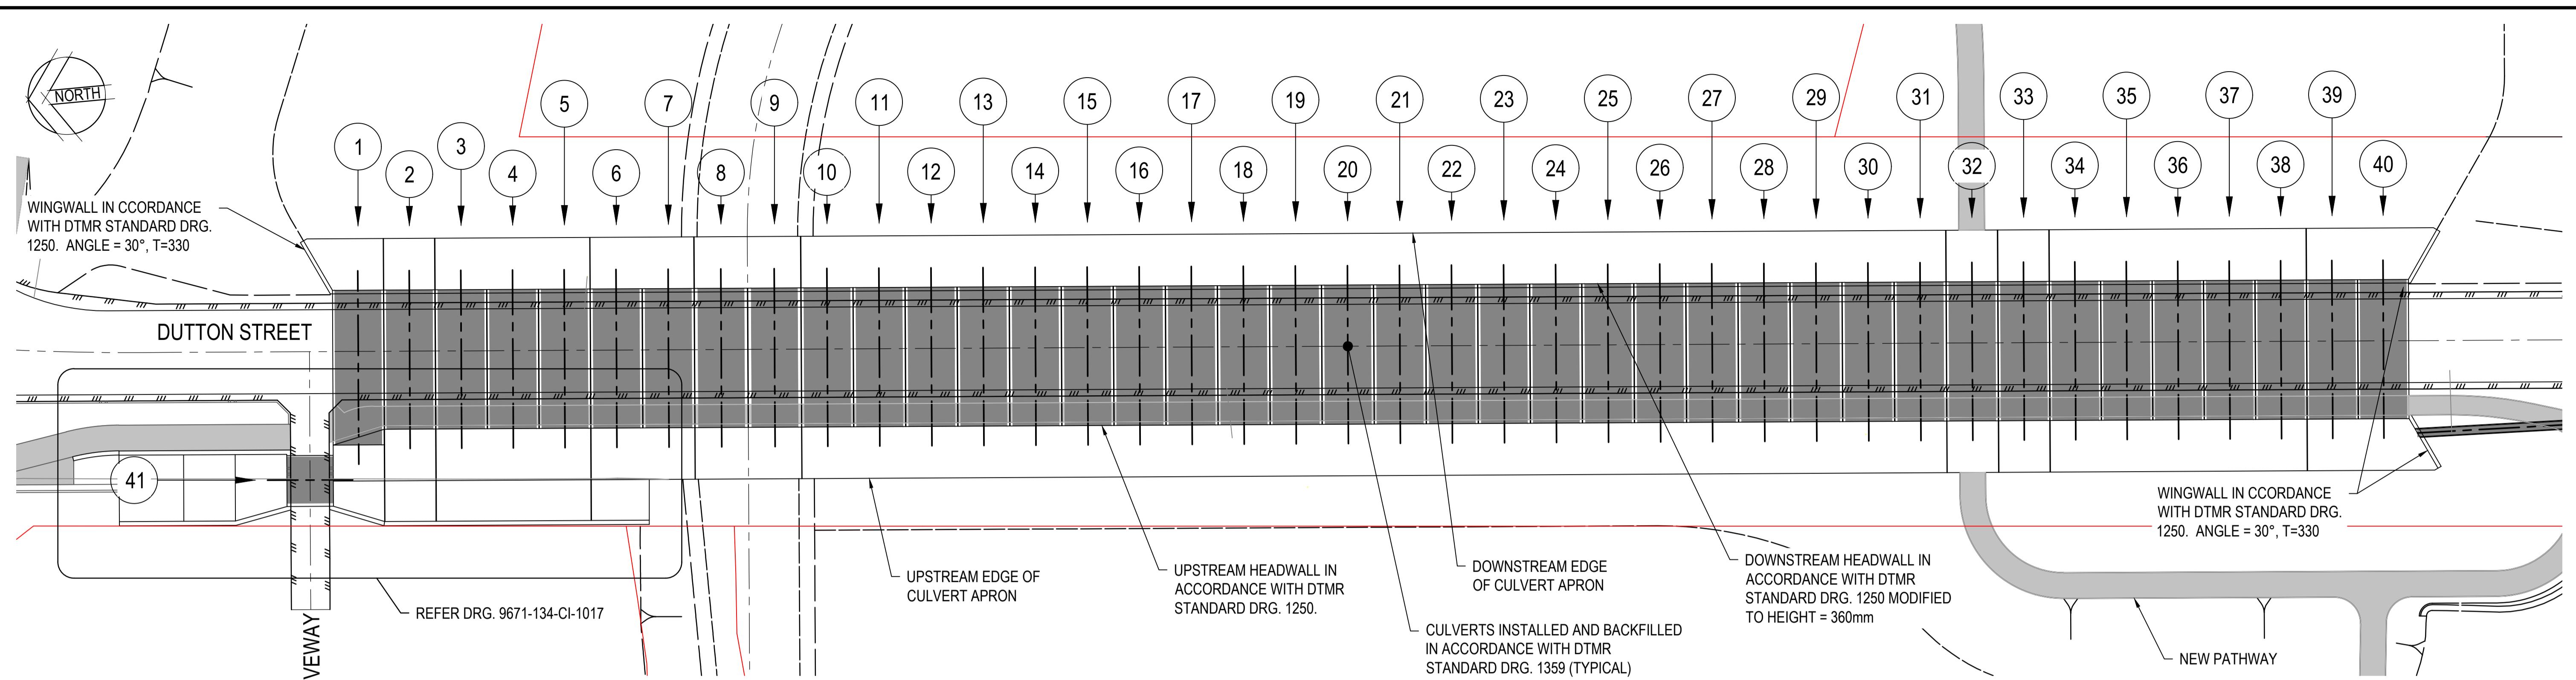 NORTH
1
2
3
4
5
6
7
8
9
10
11
12
13
14
15
16
17
18
19
20
21
22
23
24
25
26
27
28
29
30
31
32
33
34
35
36
37
38
39
40
WINGWALL IN CCORDANCE
WITH DTMR STANDARD DRG.
1250. ANGLE = 30°, T=330
DUTTON STREET
41
REFER DRG. 9671-134-CI-1017
VEWAY
UPSTREAM EDGE OF
CULVERT APRON
UPSTREAM HEADWALL IN
ACCORDANCE WITH DTMR
STANDARD DRG. 1250.
DOWNSTREAM EDGE
OF CULVERT APRON
CULVERTS INSTALLED AND BACKFILLED
IN ACCORDANCE WITH DTMR
STANDARD DRG. 1359 (TYPICAL)
DOWNSTREAM HEADWALL IN
ACCORDANCE WITH DTMR
STANDARD DRG. 1250 MODIFIED
TO HEIGHT = 360mm
WINGWALL IN CCORDANCE
WITH DTMR STANDARD DRG.
1250. ANGLE = 30°, T=330
NEW PATHWAY